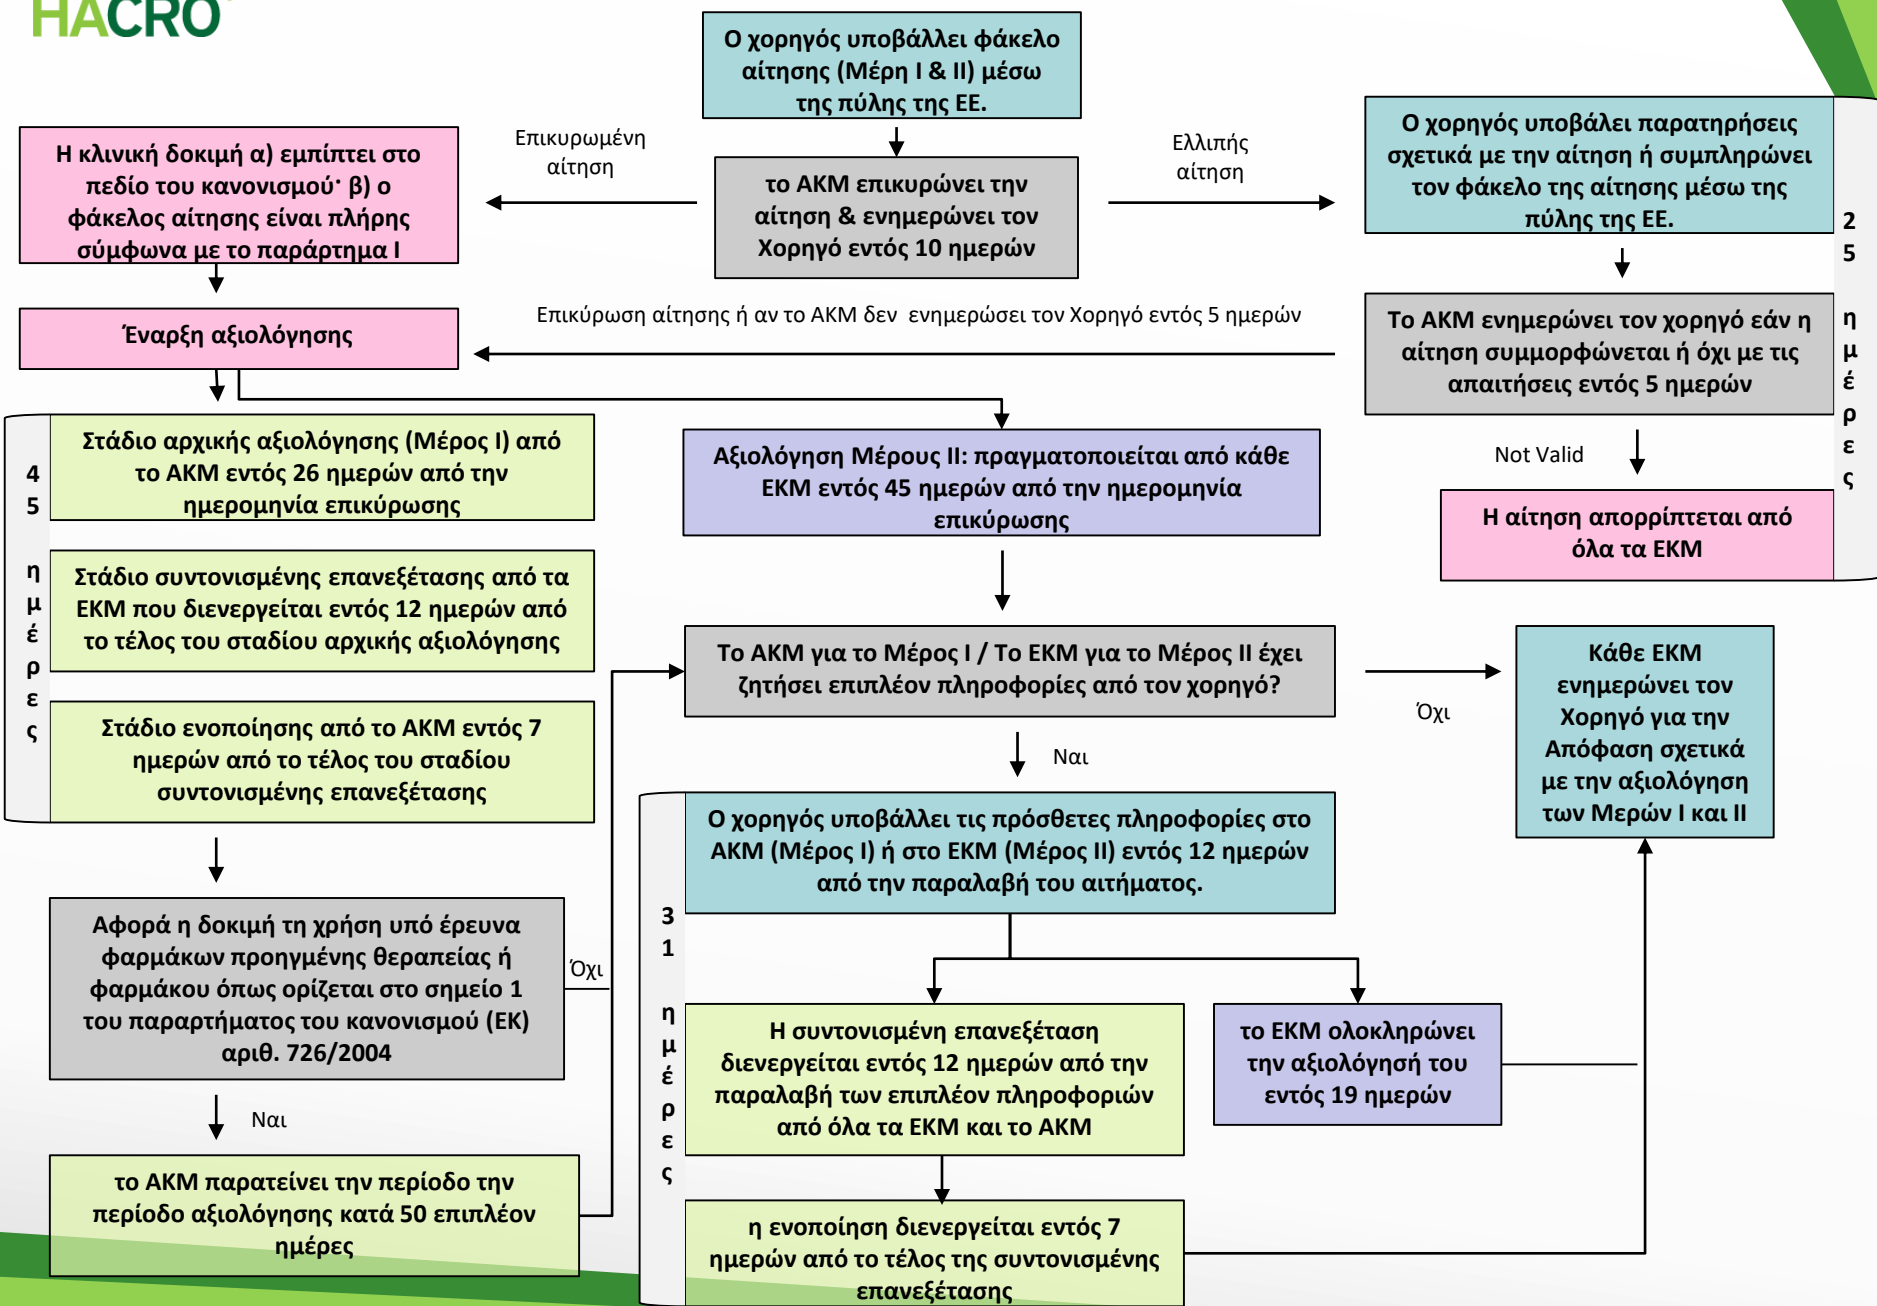 HACRO
Ο χορηγός υποβάλλει φάκελο
αίτησης (Μέρη Ι & ΙΙ) μέσω
της πύλης της ΕΕ.
Επικυρωμένη
αίτηση
Ελλιπής
αίτηση
Η κλινική δοκιμή α) εμπίπτει στο
πεδίο του κανονισμού· β) ο
φάκελος αίτησης είναι πλήρης
σύμφωνα με το παράρτημα Ι
το ΑΚΜ επικυρώνει την
αίτηση & ενημερώνει τον
Χορηγό εντός 10 ημερών
Ο χορηγός υποβάλει παρατηρήσεις
σχετικά με την αίτηση ή συμπληρώνει
τον φάκελο της αίτησης μέσω της
πύλης της ΕΕ.
2
5
η
μ
έ
ρ
ε
ς
Έναρξη αξιολόγησης
Επικύρωση αίτησης ή αν το ΑΚΜ δεν  ενημερώσει τον Χορηγό εντός 5 ημερών
Το ΑΚΜ ενημερώνει τον χορηγό εάν η
αίτηση συμμορφώνεται ή όχι με τις
απαιτήσεις εντός 5 ημερών
Not Valid
Η αίτηση απορρίπτεται από
όλα τα ΕΚΜ
4
5
η
μ
έ
ρ
ε
ς
Στάδιο αρχικής αξιολόγησης (Μέρος Ι) από
το ΑΚΜ εντός 26 ημερών από την
ημερομηνία επικύρωσης
Αξιολόγηση Μέρους ΙΙ: πραγματοποιείται από κάθε
ΕΚΜ εντός 45 ημερών από την ημερομηνία
επικύρωσης
Στάδιο συντονισμένης επανεξέτασης από τα
ΕΚΜ που διενεργείται εντός 12 ημερών από
το τέλος του σταδίου αρχικής αξιολόγησης
Στάδιο ενοποίησης από το ΑΚΜ εντός 7
ημερών από το τέλος του σταδίου
συντονισμένης επανεξέτασης
Το ΑΚΜ για το Μέρος Ι / Το ΕΚΜ για το Μέρος ΙΙ έχει
ζητήσει επιπλέον πληροφορίες από τον χορηγό?
Όχι
Ναι
Κάθε ΕΚΜ
ενημερώνει τον
Χορηγό για την
Απόφαση σχετικά
με την αξιολόγηση
των Μερών Ι και ΙΙ
3
1
η
μ
έ
ρ
ε
ς
Ο χορηγός υποβάλλει τις πρόσθετες πληροφορίες στο
ΑΚΜ (Μέρος Ι) ή στο ΕΚΜ (Μέρος ΙΙ) εντός 12 ημερών
από την παραλαβή του αιτήματος.
Αφορά η δοκιμή τη χρήση υπό έρευνα
φαρμάκων προηγμένης θεραπείας ή
φαρμάκου όπως ορίζεται στο σημείο 1
του παραρτήματος του κανονισμού (ΕΚ)
αριθ. 726/2004
Όχι
Ναι
Η συντονισμένη επανεξέταση
διενεργείται εντός 12 ημερών από την
παραλαβή των επιπλέον πληροφοριών
από όλα τα ΕΚΜ και το ΑΚΜ
το ΕΚΜ ολοκληρώνει
την αξιολόγησή του
εντός 19 ημερών
το ΑΚΜ παρατείνει την περίοδο την
περίοδο αξιολόγησης κατά 50 επιπλέον
ημέρες
η ενοποίηση διενεργείται εντός 7
ημερών από το τέλος της συντονισμένης
επανεξέτασης